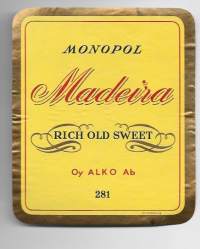 MONOPOL
Madeira
RICH OLD SWEET
Oy ALKO Ab
281